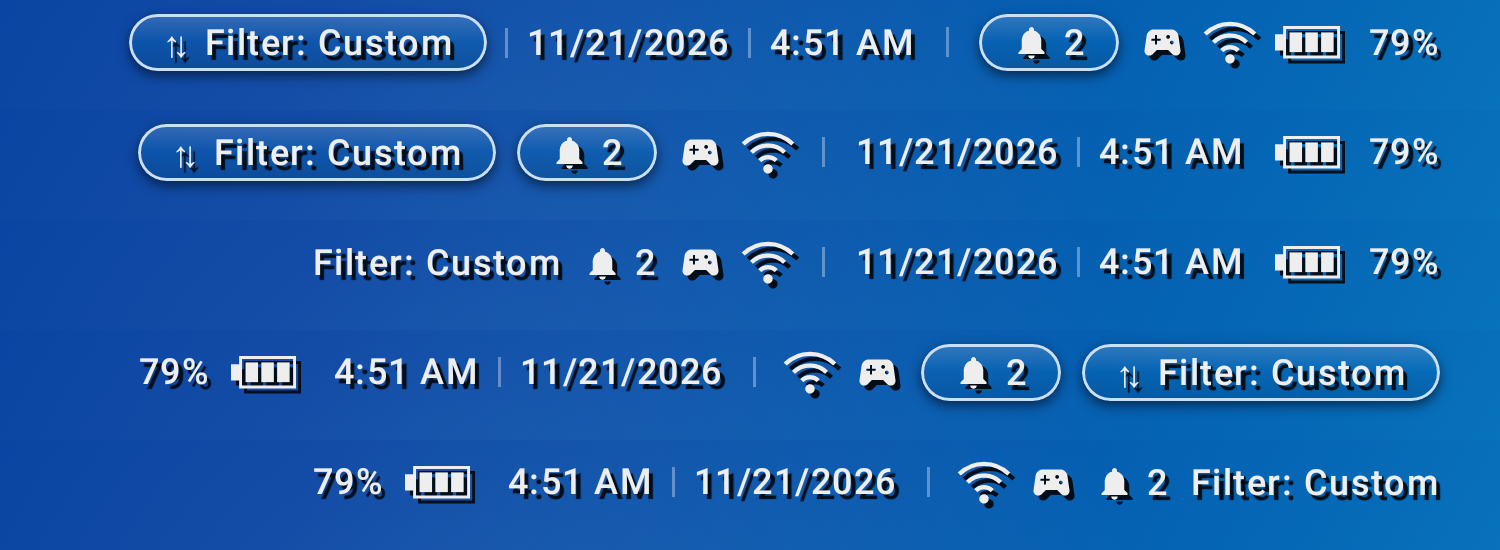 Filter: Custom 11/21/2026 4:51 AM 2 79%
Filter: Custom 2 11/21/2026 4:51 AM 79%
Filter: Custom 2 11/21/2026 4:51 AM 79%
79% 4:51 AM 11/21/2026 2 Filter: Custom
79% 4:51 AM 11/21/2026 2 Filter: Custom